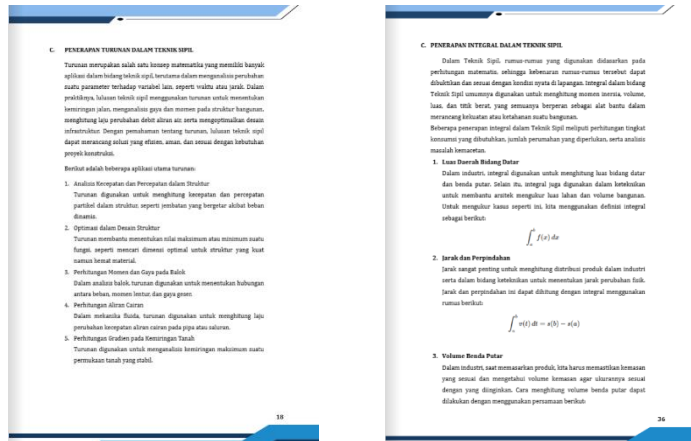 C. PENERAPAN TURUNAN DALAM TEKNIK SIPIL
Turunan merupakan salah satu konsep matematika yang memiliki banyak
aplikasi dalam bidang teknik sipil, terutama dalam menganalisis perubahan
suatu parameter terhadap variabel lain, seperti waktu atau jarak. Dalam
praktiknya, lulusan teknik sipil menggunakan turunan untuk menentukan
kemiringan jalan, menganalisis gaya dan momen pada struktur bangunan,
menghitung laju perubahan debit aliran air serta mengoptimalkan desain
infrastruktur. Dengan pemahaman tentang turunan, lulusan teknik sipil
dapat merancang solusi yang efisien, aman, dan sesuai dengan kebutuhan
proyek konstruksi.
Berikut adalah beberapa aplikasi utama turunan:
1. Analisis Kecepatan dan Percepatan dalam Struktur
Turunan digunakan untuk menghitung kecepatan dan percepatan
partikel dalam struktur, seperti jembatan yang bergetar akibat beban
dinamis.
2. Optimasi dalam Desain Struktur
Turunan membantu menentukan nilai maksimum atau minimum suatu
fungsi, seperti mencari dimensi optimal untuk struktur yang kuat
namun hemat material.
3. Perhitungan Momen dan Gaya pada Balok
Dalam analisis balok, turunan digunakan untuk menentukan hubungan
antara beban, momen lentur, dan gaya geser.
4. Perhitungan Aliran Cairan
Dalam mekanika fluida, turunan digunakan untuk menghitung laju
perubahan kecepatan aliran cairan pada pipa atau saluran.
5. Perhitungan Gradien pada Kemiringan Tanah
Turunan digunakan untuk menganalisis kemiringan maksimum suatu
permukaan tanah yang stabil.
18
C. PENERAPAN INTEGRAL DALAM TEKNIK SIPIL
Dalam Teknik Sipil, rumus-rumus yang digunakan didasarkan pada
perhitungan matematis, sehingga kebenaran rumus-rumus tersebut dapat
dibuktikan dan sesuai dengan kondisi nyata di lapangan. Integral dalam bidang
Teknik Sipil umumnya digunakan untuk menghitung momen inersia, volume,
luas, dan titik berat, yang semuanya berperan sebagai alat bantu dalam
merancang kekuatan atau ketahanan suatu bangunan.
Beberapa penerapan integral dalam Teknik Sipil meliputi perhitungan tingkat
konsumsi yang dibutuhkan, jumlah perumahan yang diperlukan, serta analisis
masalah kemacetan.
1. Luas Daerah Bidang Datar
Dalam industri, integral digunakan untuk menghitung luas bidang datar
dan benda putar. Selain itu, integral juga digunakan dalam keteknikan
untuk membantu arsitek mengukur luas lahan dan volume bangunan.
Untuk mengukur kasus seperti ini, kita menggunakan definisi integral
sebagai berikut:
∫ₐᵇ f(x) dx
2. Jarak dan Perpindahan
Jarak sangat penting untuk menghitung distribusi produk dalam industri
serta dalam bidang keteknikan untuk menentukan jarak perubahan fisik.
Jarak dan perpindahan ini dapat dihitung dengan integral menggunakan
rumus berikut:
∫ₐᵇ v(t) dt = s(b) − s(a)
3. Volume Benda Putar
Dalam industri, saat memasarkan produk, kita harus memastikan kemasan
yang sesuai dan mengetahui volume kemasan agar ukurannya sesuai
dengan yang diinginkan. Cara menghitung volume benda putar dapat
dilakukan dengan menggunakan persamaan berikut:
36